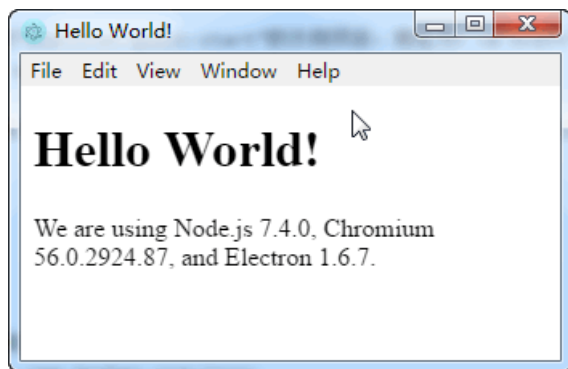 Hello World!
File Edit View Window Help
Hello World!
We are using Node.js 7.4.0, Chromium
56.0.2924.87, and Electron 1.6.7.